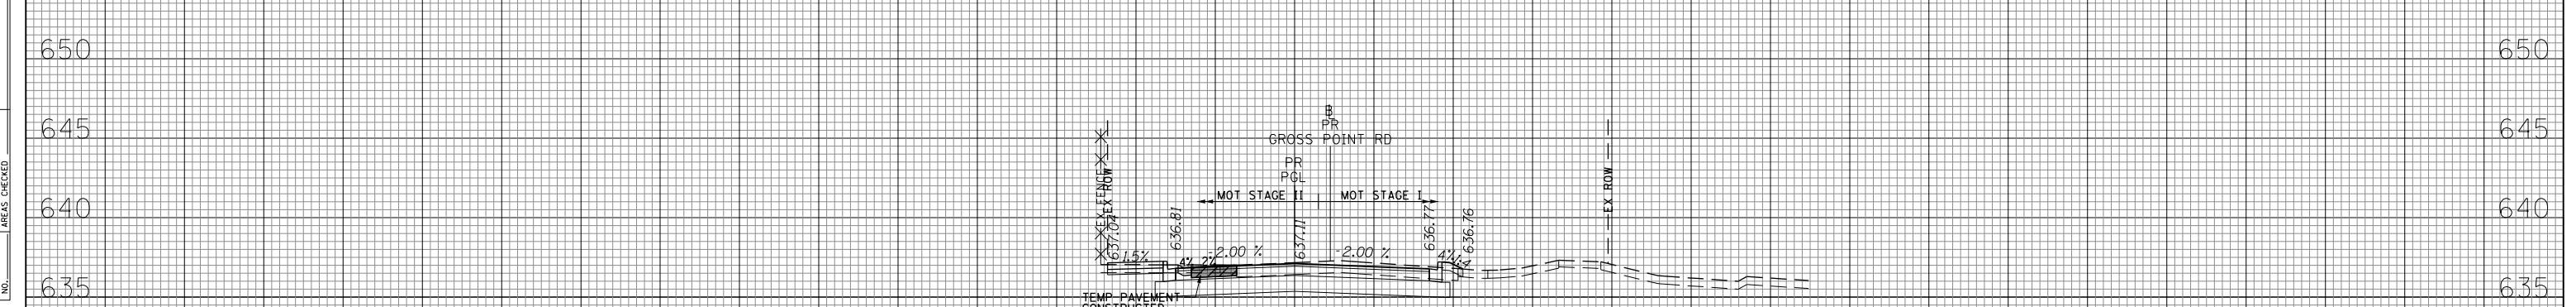 650
650
BL
PR
645
GROSS POINT RD
645
AREAS CHECKED
PR
PGL
EX FENCE
EX ROW
EX ROW
MOT STAGE II
MOT STAGE I
640
640
637.04
636.81
637.11
636.77
636.76
1.5%
4%
2%
-2.00 %
-2.00 %
4%
1:4
NO.
635
635
TEMP PAVEMENT
CONSTRUCTED